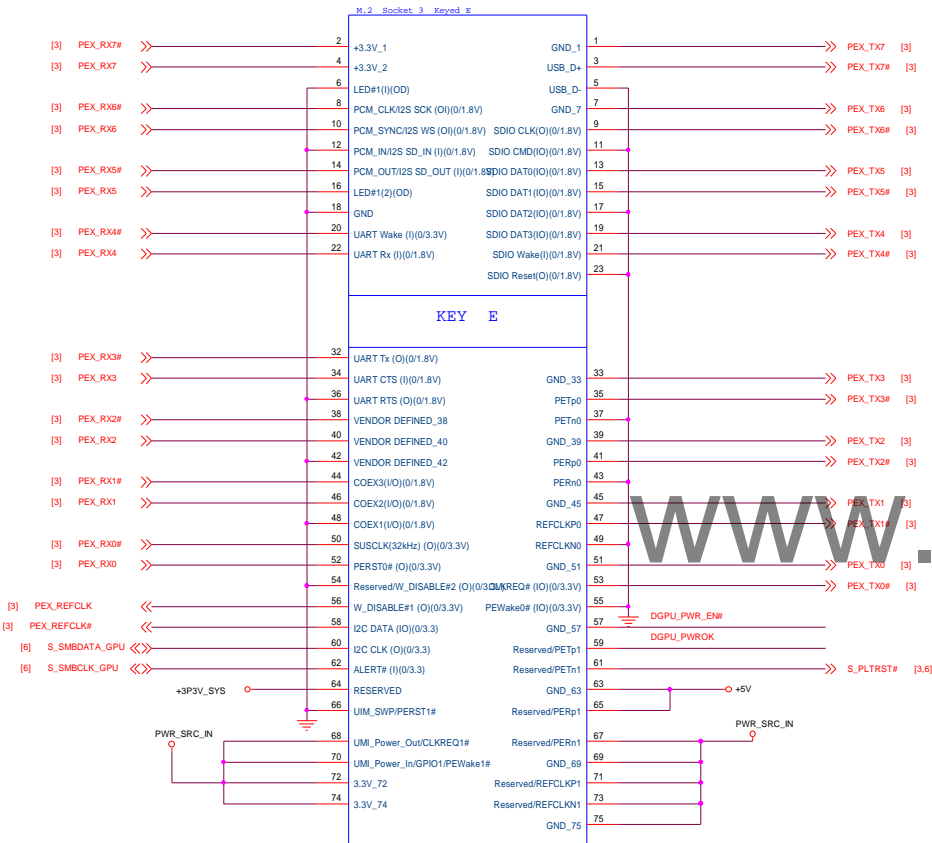 M.2 Socket 3 Keyed E
[3] PEX_RX7# 2 +3.3V_1 GND_1 1 PEX_TX7 [3]
[3] PEX_RX7 4 +3.3V_2 USB_D+ 3 PEX_TX7# [3]
6 LED#1(I)(OD) USB_D- 5
[3] PEX_RX6# 8 PCM_CLK/I2S SCK (OI)(0/1.8V) GND_7 7 PEX_TX6 [3]
[3] PEX_RX6 10 PCM_SYNC/I2S WS (OI)(0/1.8V) SDIO CLK(O)(0/1.8V) 9 PEX_TX6# [3]
12 PCM_IN/I2S SD_IN (I)(0/1.8V) SDIO CMD(IO)(0/1.8V) 11
[3] PEX_RX5# 14 PCM_OUT/I2S SD_OUT (I)(0/1.8V) SDIO DAT0(IO)(0/1.8V) 13 PEX_TX5 [3]
[3] PEX_RX5 16 LED#1(2)(OD) SDIO DAT1(IO)(0/1.8V) 15 PEX_TX5# [3]
18 GND SDIO DAT2(IO)(0/1.8V) 17
[3] PEX_RX4# 20 UART Wake (I)(0/3.3V) SDIO DAT3(IO)(0/1.8V) 19 PEX_TX4 [3]
[3] PEX_RX4 22 UART Rx (I)(0/1.8V) SDIO Wake(I)(0/1.8V) 21 PEX_TX4# [3]
SDIO Reset(O)(0/1.8V) 23
KEY E
[3] PEX_RX3# 32 UART Tx (O)(0/1.8V)
[3] PEX_RX3 34 UART CTS (I)(0/1.8V) GND_33 33 PEX_TX3 [3]
36 UART RTS (O)(0/1.8V) PETp0 35 PEX_TX3# [3]
[3] PEX_RX2# 38 VENDOR DEFINED_38 PETn0 37
[3] PEX_RX2 40 VENDOR DEFINED_40 GND_39 39 PEX_TX2 [3]
42 VENDOR DEFINED_42 PERp0 41 PEX_TX2# [3]
[3] PEX_RX1# 44 COEX3(I/O)(0/1.8V) PERn0 43
[3] PEX_RX1 46 COEX2(I/O)(0/1.8V) GND_45 45 PEX_TX1 [3]
48 COEX1(I/O)(0/1.8V) REFCLKP0 47 PEX_TX1# [3]
www.
[3] PEX_RX0# 50 SUSCLK(32kHz) (O)(0/3.3V) REFCLKN0 49
[3] PEX_RX0 52 PERST0# (O)(0/3.3V) GND_51 51 PEX_TX0 [3]
54 Reserved/W_DISABLE#2 (O)(0/3.3V) CLKREQ# (IO)(0/3.3V) 53 PEX_TX0# [3]
[3] PEX_REFCLK 56 W_DISABLE#1 (O)(0/3.3V) PEWake0# (IO)(0/3.3V) 55
[3] PEX_REFCLK# 58 I2C DATA (IO)(0/3.3) GND_57 57 DGPU_PWR_EN#
[6] S_SMBDATA_GPU 60 I2C CLK (O)(0/3.3) Reserved/PETp1 59 DGPU_PWROK
[6] S_SMBCLK_GPU 62 ALERT# (I)(0/3.3) Reserved/PETn1 61 S_PLTRST# [3,6]
+3P3V_SYS 64 RESERVED GND_63 63 +5V
66 UIM_SWP/PERST1# Reserved/PERp1 65
PWR_SRC_IN 68 UMI_Power_Out/CLKREQ1# Reserved/PERn1 67 PWR_SRC_IN
70 UMI_Power_In/GPIO1/PEWake1# GND_69 69
72 3.3V_72 Reserved/REFCLKP1 71
74 3.3V_74 Reserved/REFCLKN1 73
GND_75 75